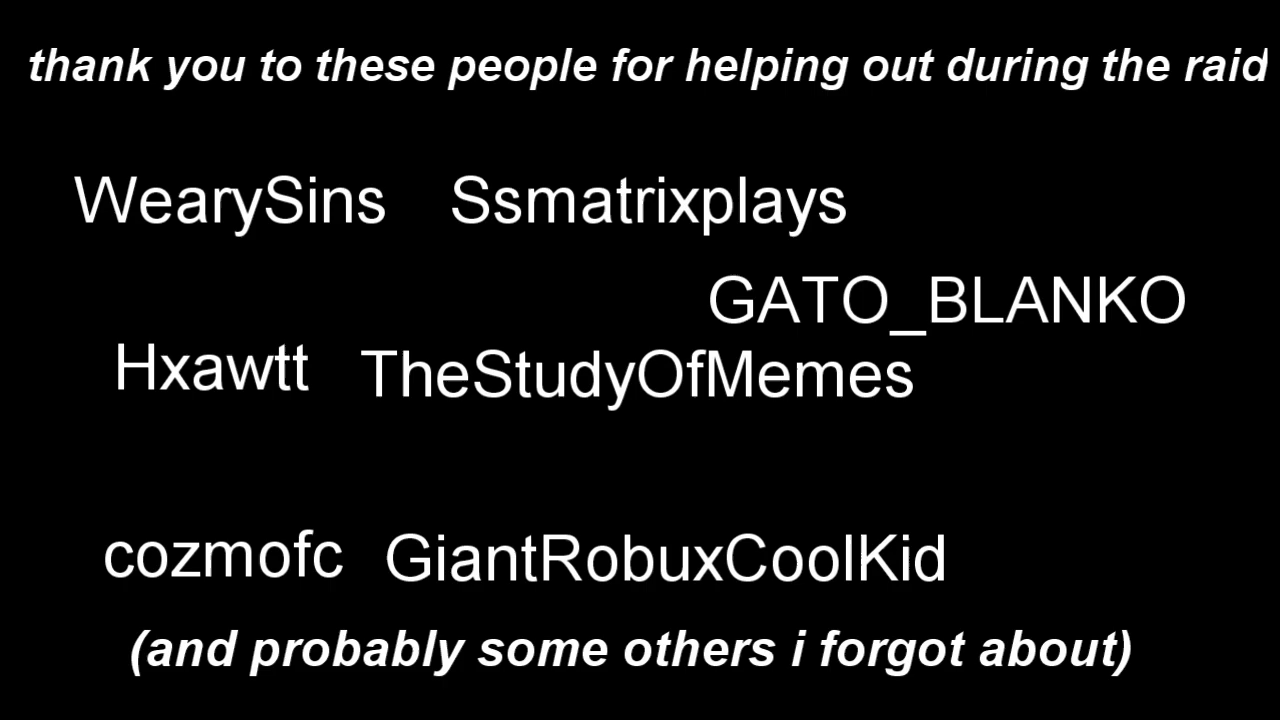 thank you to these people for helping out during the raid
WearySins Ssmatrixplays
GATO_BLANKO
Hxawtt TheStudyOfMemes
cozmofc GiantRobuxCoolKid
(and probably some others i forgot about)